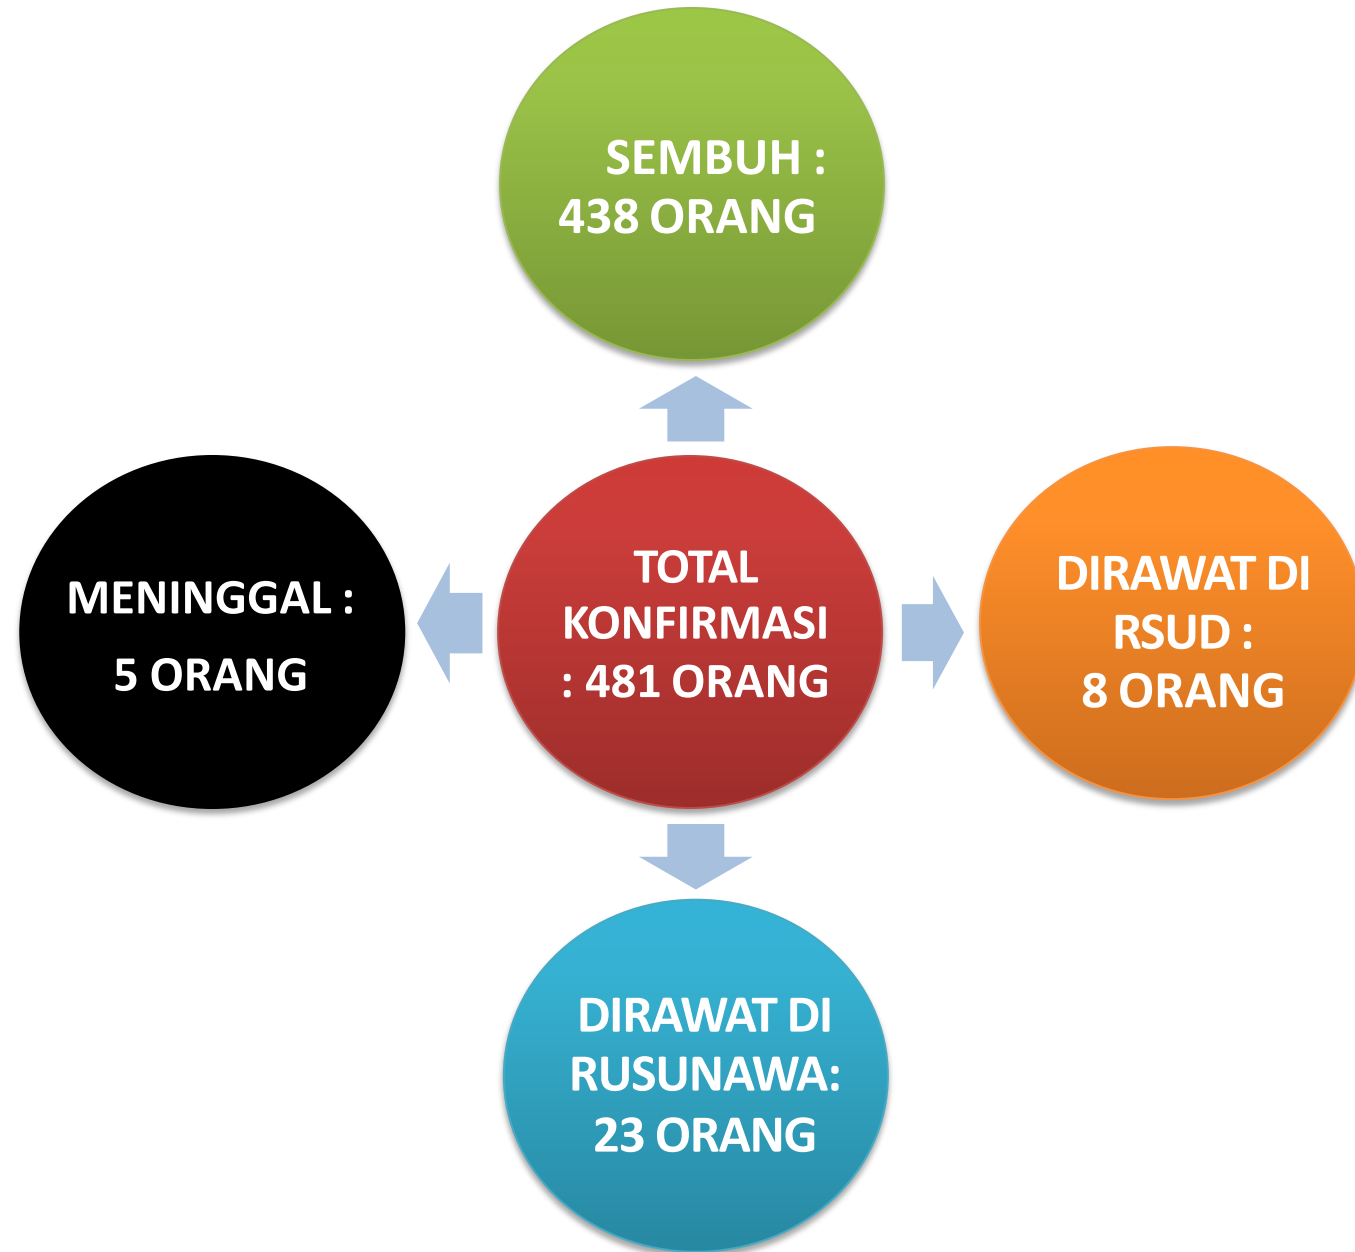 SEMBUH :
438 ORANG
MENINGGAL :
5 ORANG
TOTAL
KONFIRMASI
: 481 ORANG
DIRAWAT DI
RSUD :
8 ORANG
DIRAWAT DI
RUSUNAWA:
23 ORANG